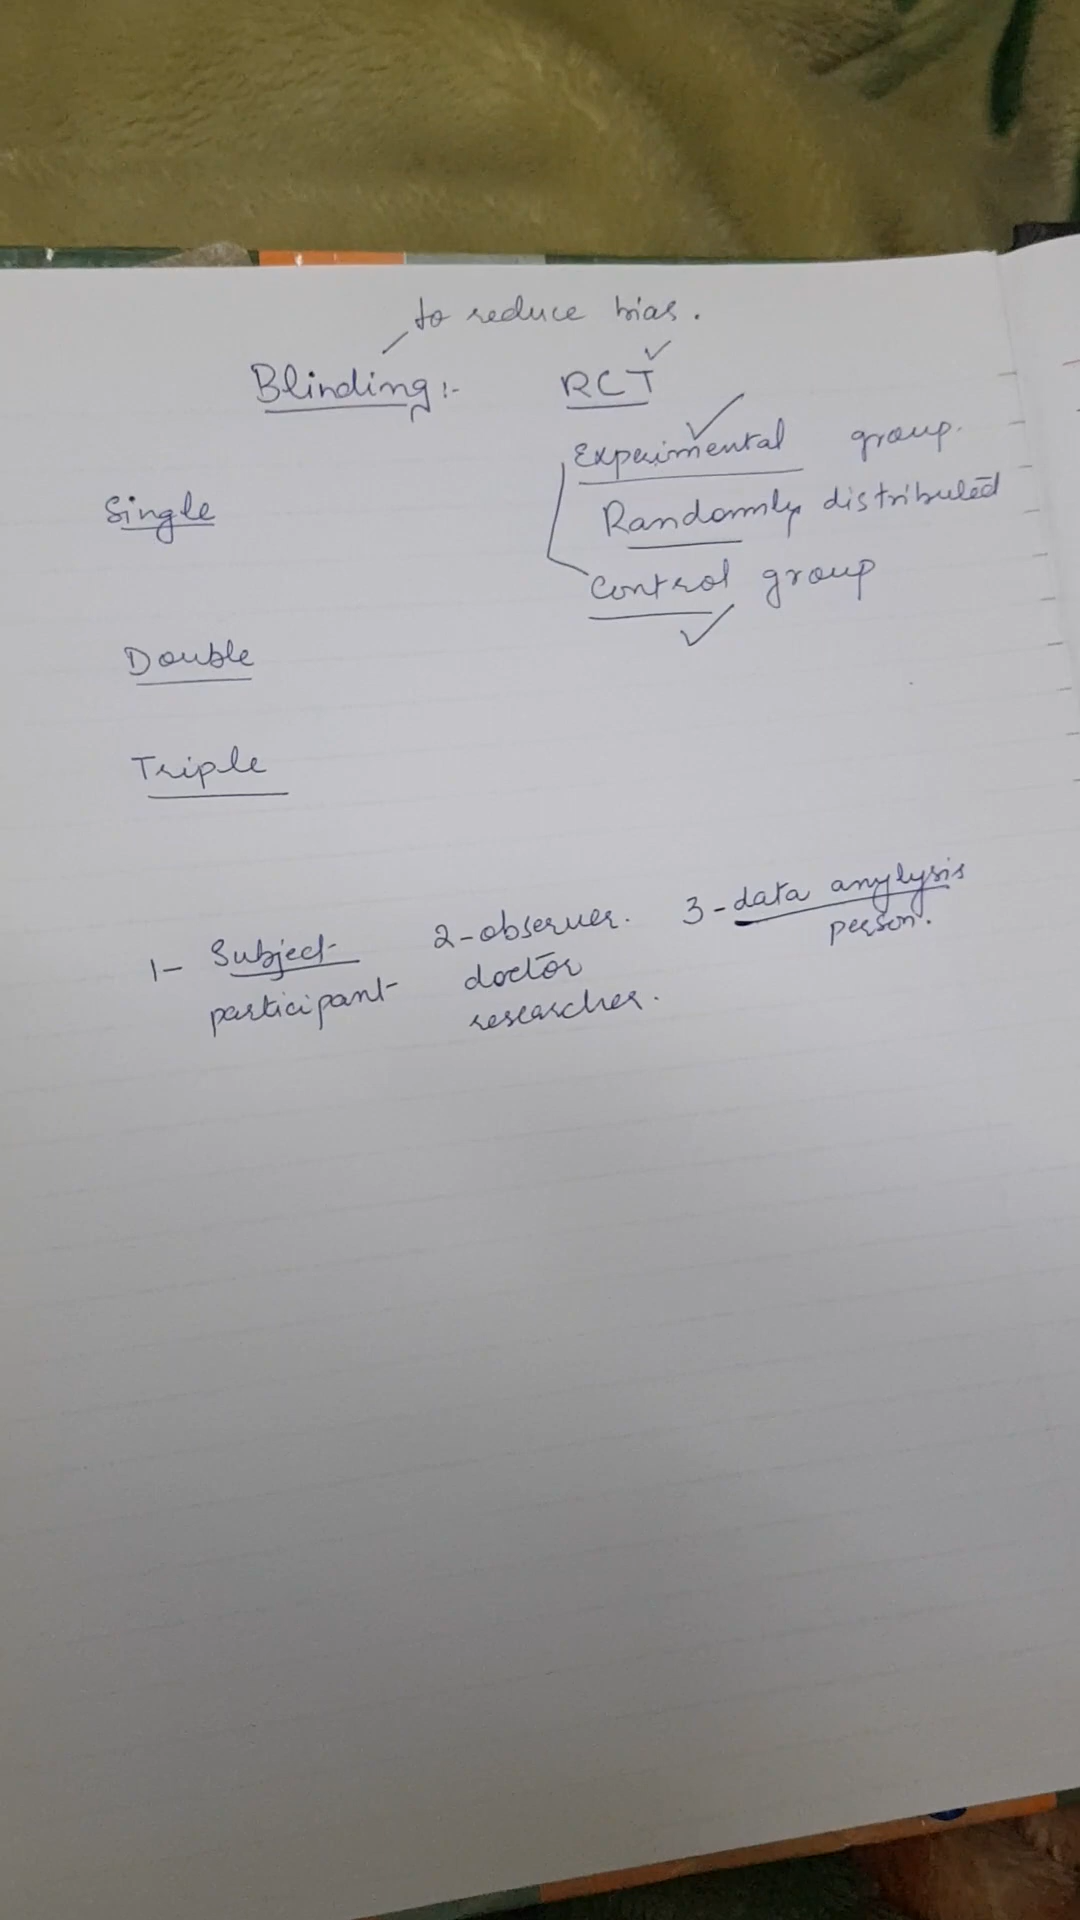 to reduce bias.
Blinding:-
RCT
Experimental group.
Randomly distributed
Control group
Single
Double
Triple
1- Subject
participant
2-observer.
doctor
researcher.
3-data anylysis
person.